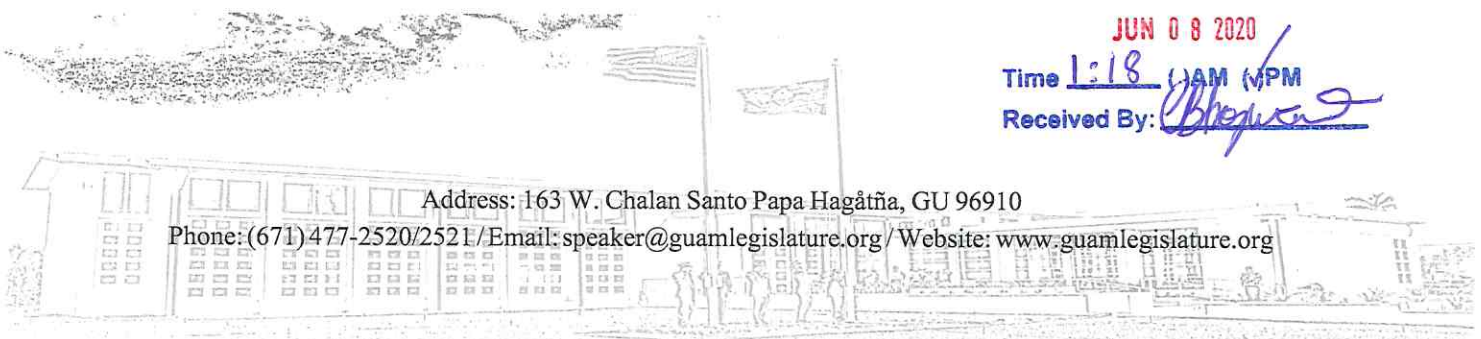 JUN 08 2020
Time 1:18 ( )AM (✓)PM
Received By:
Address: 163 W. Chalan Santo Papa Hagåtña, GU 96910
Phone: (671) 477-2520/2521 / Email: speaker@guamlegislature.org / Website: www.guamlegislature.org